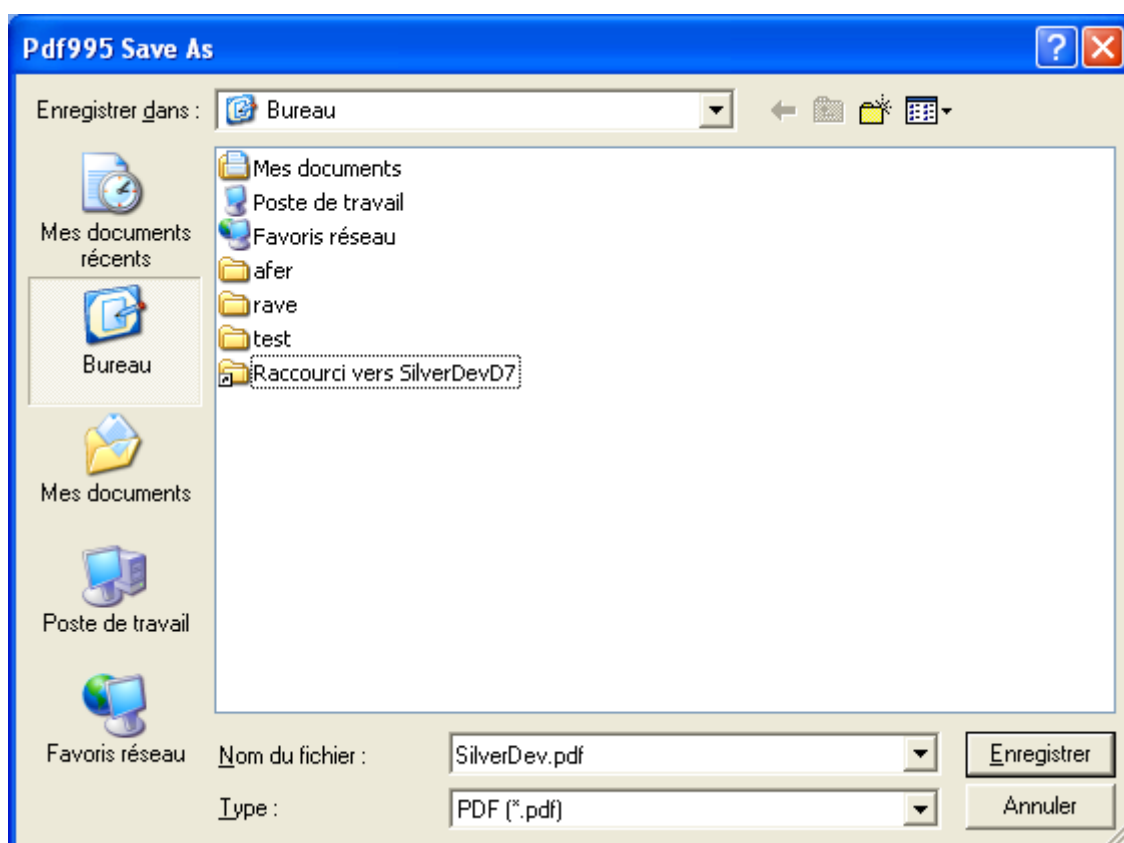 Pdf995 Save As
Enregistrer dans :
Bureau
Mes documents récents
Bureau
Mes documents
Poste de travail
Favoris réseau
Mes documents
Poste de travail
Favoris réseau
afer
rave
test
Raccourci vers SilverDevD7
Nom du fichier :
SilverDev.pdf
Enregistrer
Type :
PDF (*.pdf)
Annuler